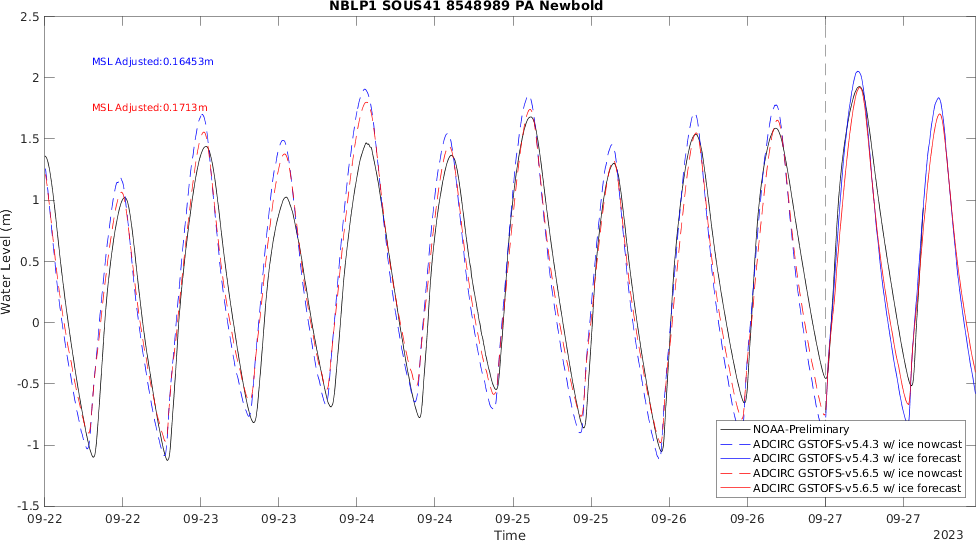 NBLP1 SOUS41 8548989 PA Newbold
2.5
2
1.5
1
0.5
0
-0.5
-1
-1.5
Water Level (m)
MSL Adjusted:0.16453m
MSL Adjusted:0.1713m
NOAA-Preliminary
ADCIRC GSTOFS-v5.4.3 w/ ice nowcast
ADCIRC GSTOFS-v5.4.3 w/ ice forecast
ADCIRC GSTOFS-v5.6.5 w/ ice nowcast
ADCIRC GSTOFS-v5.6.5 w/ ice forecast
09-22 09-22 09-23 09-23 09-24 09-24 09-25 09-25 09-26 09-26 09-27 09-27
Time
2023